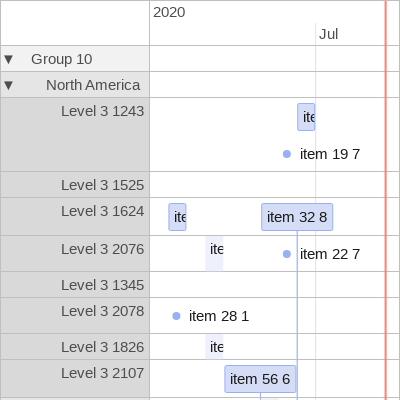 2020
Jul
▼ Group 10
▼ North America
Level 3 1243 ite
item 19 7
Level 3 1525
Level 3 1624 ite item 32 8
Level 3 2076 ite item 22 7
Level 3 1345
Level 3 2078 item 28 1
Level 3 1826 ite
Level 3 2107 item 56 6